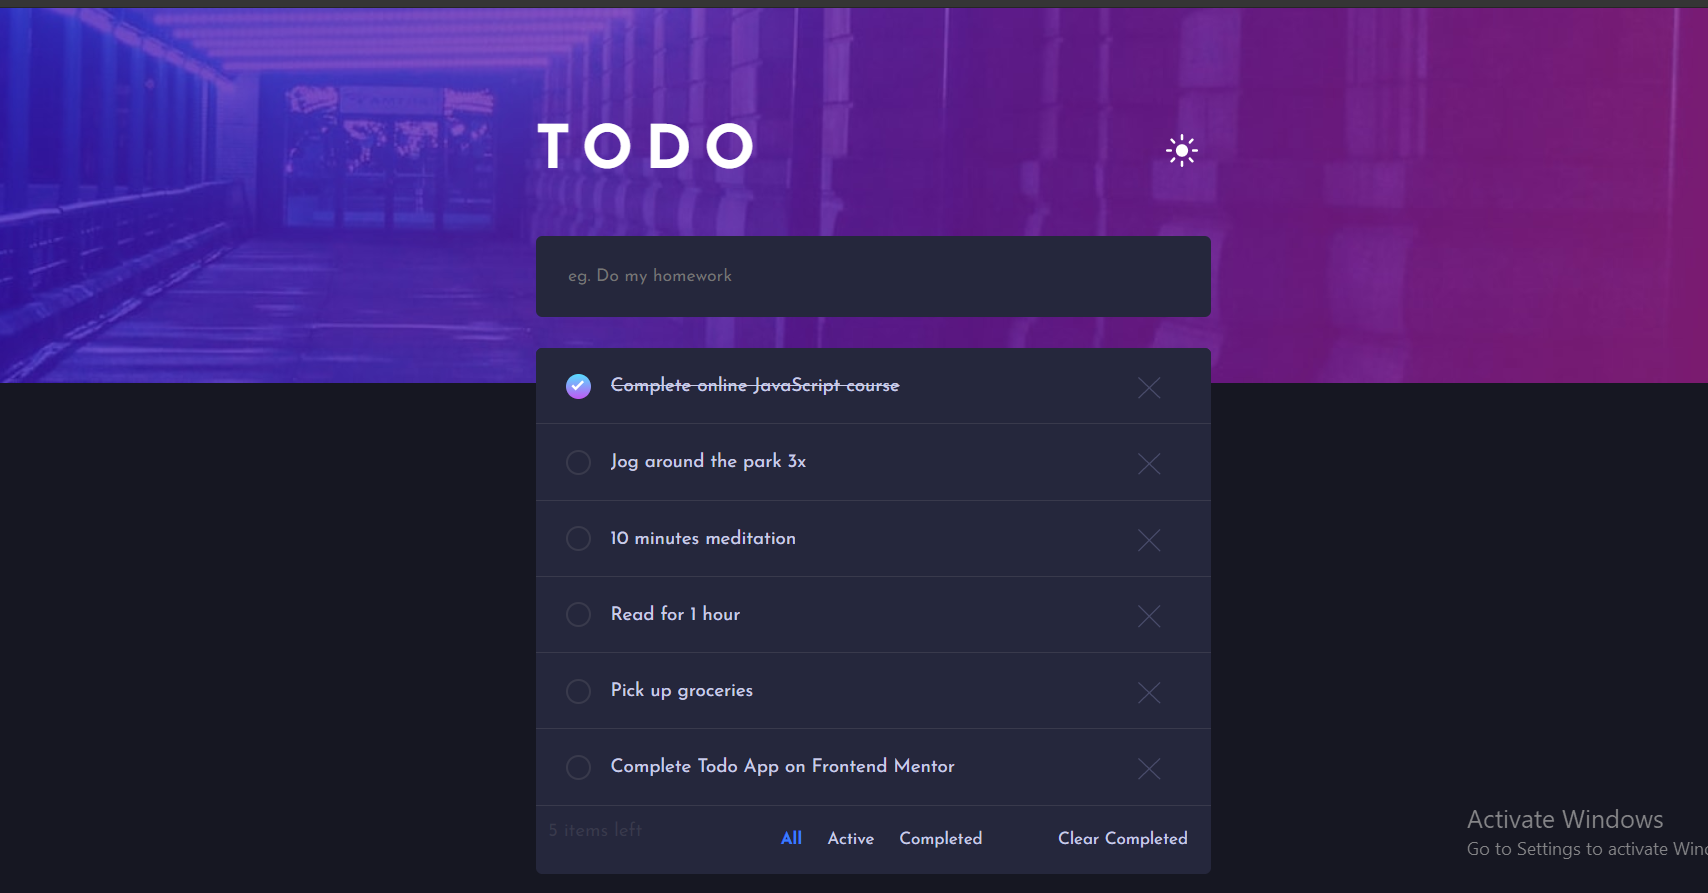 TODO
eg. Do my homework
Complete online JavaScript course
Jog around the park 3x
10 minutes meditation
Read for 1 hour
Pick up groceries
Complete Todo App on Frontend Mentor
5 items left All Active Completed Clear Completed
Activate Windows
Go to Settings to activate Win